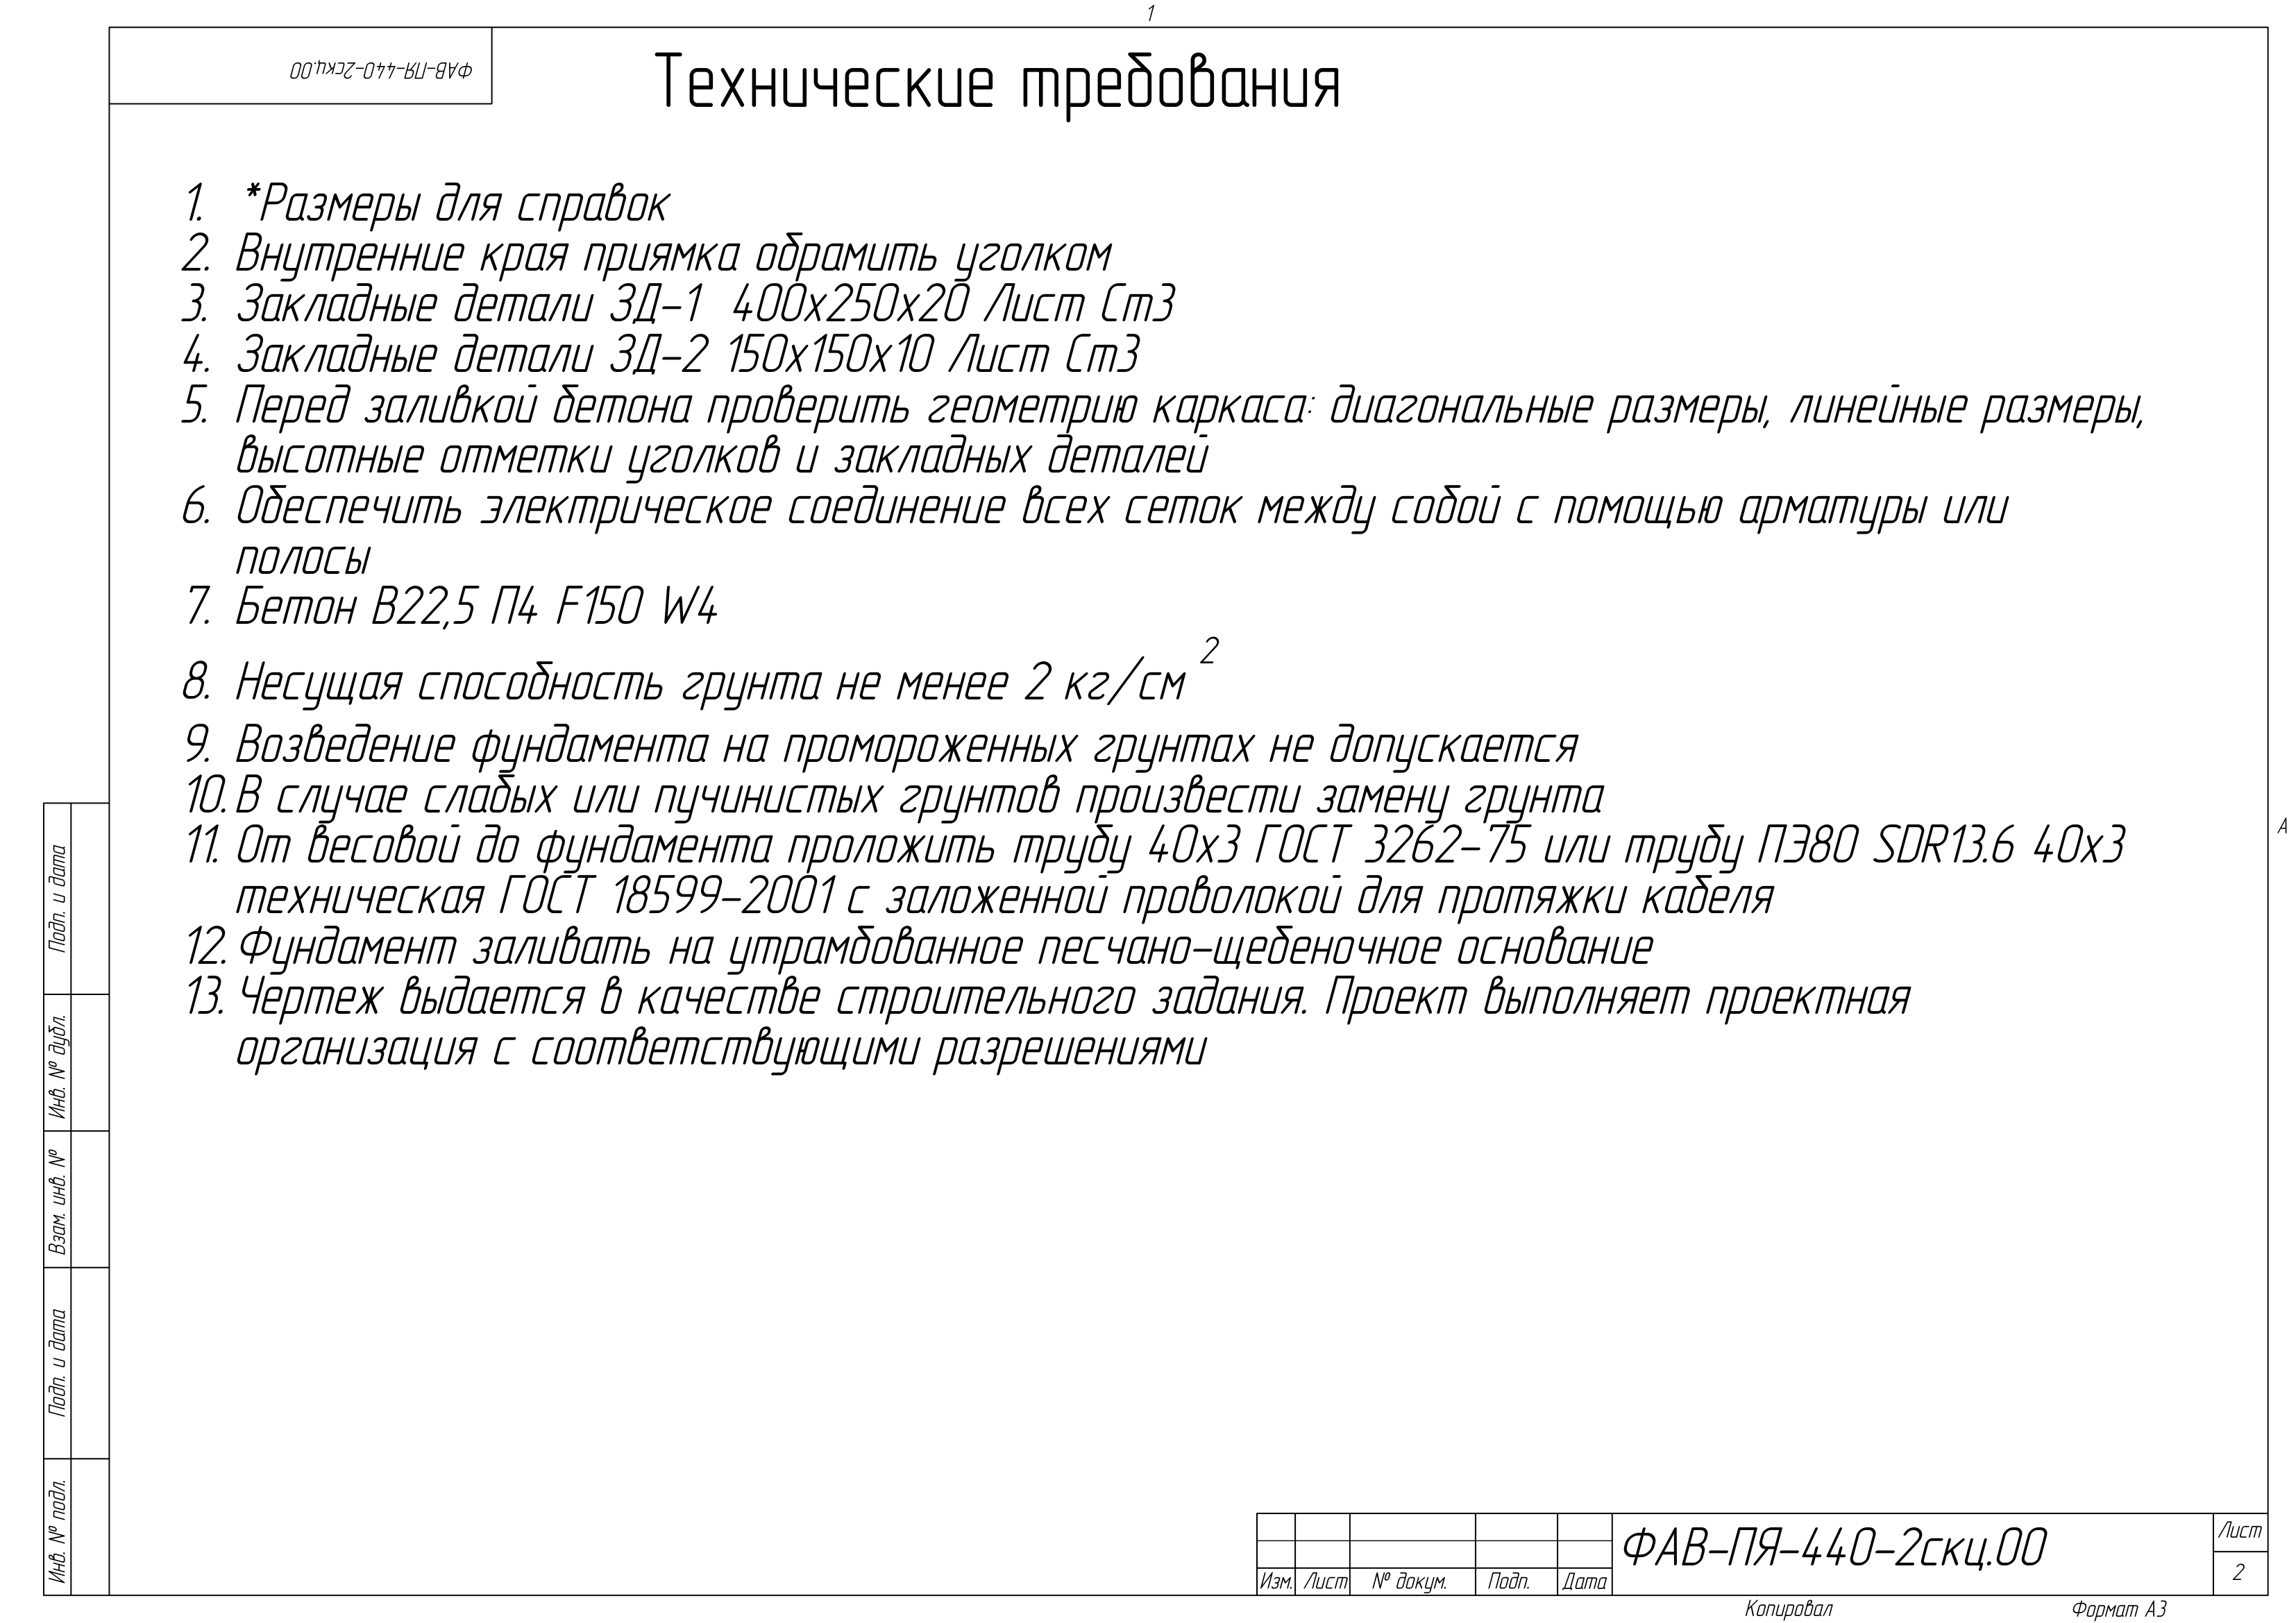 1
ФАВ-ПЯ-440-2скц.00
Технические требования
1. *Размеры для справок
2. Внутренние края приямка обрамить уголком
3. Закладные детали ЗД-1 400х250х20 Лист Ст3
4. Закладные детали ЗД-2 150х150х10 Лист Ст3
5. Перед заливкой бетона проверить геометрию каркаса: диагональные размеры, линейные размеры,
высотные отметки уголков и закладных деталей
6. Обеспечить электрическое соединение всех сеток между собой с помощью арматуры или
полосы
7. Бетон В22,5 П4 F150 W4
8. Несущая способность грунта не менее 2 кг/см²
9. Возведение фундамента на промороженных грунтах не допускается
10. В случае слабых или пучинистых грунтов произвести замену грунта
11. От весовой до фундамента проложить трубу 40х3 ГОСТ 3262-75 или трубу ПЭ80 SDR13.6 40х3
техническая ГОСТ 18599-2001 с заложенной проволокой для протяжки кабеля
12. Фундамент заливать на утрамбованное песчано-щебеночное основание
13. Чертеж выдается в качестве строительного задания. Проект выполняет проектная
организация с соответствующими разрешениями
А
Подп. и дата
Инв. № дубл.
Взам. инв. №
Подп. и дата
Инв. № подл.
Изм. Лист № докум. Подп. Дата
ФАВ-ПЯ-440-2скц.00
Лист
2
Копировал
Формат А3